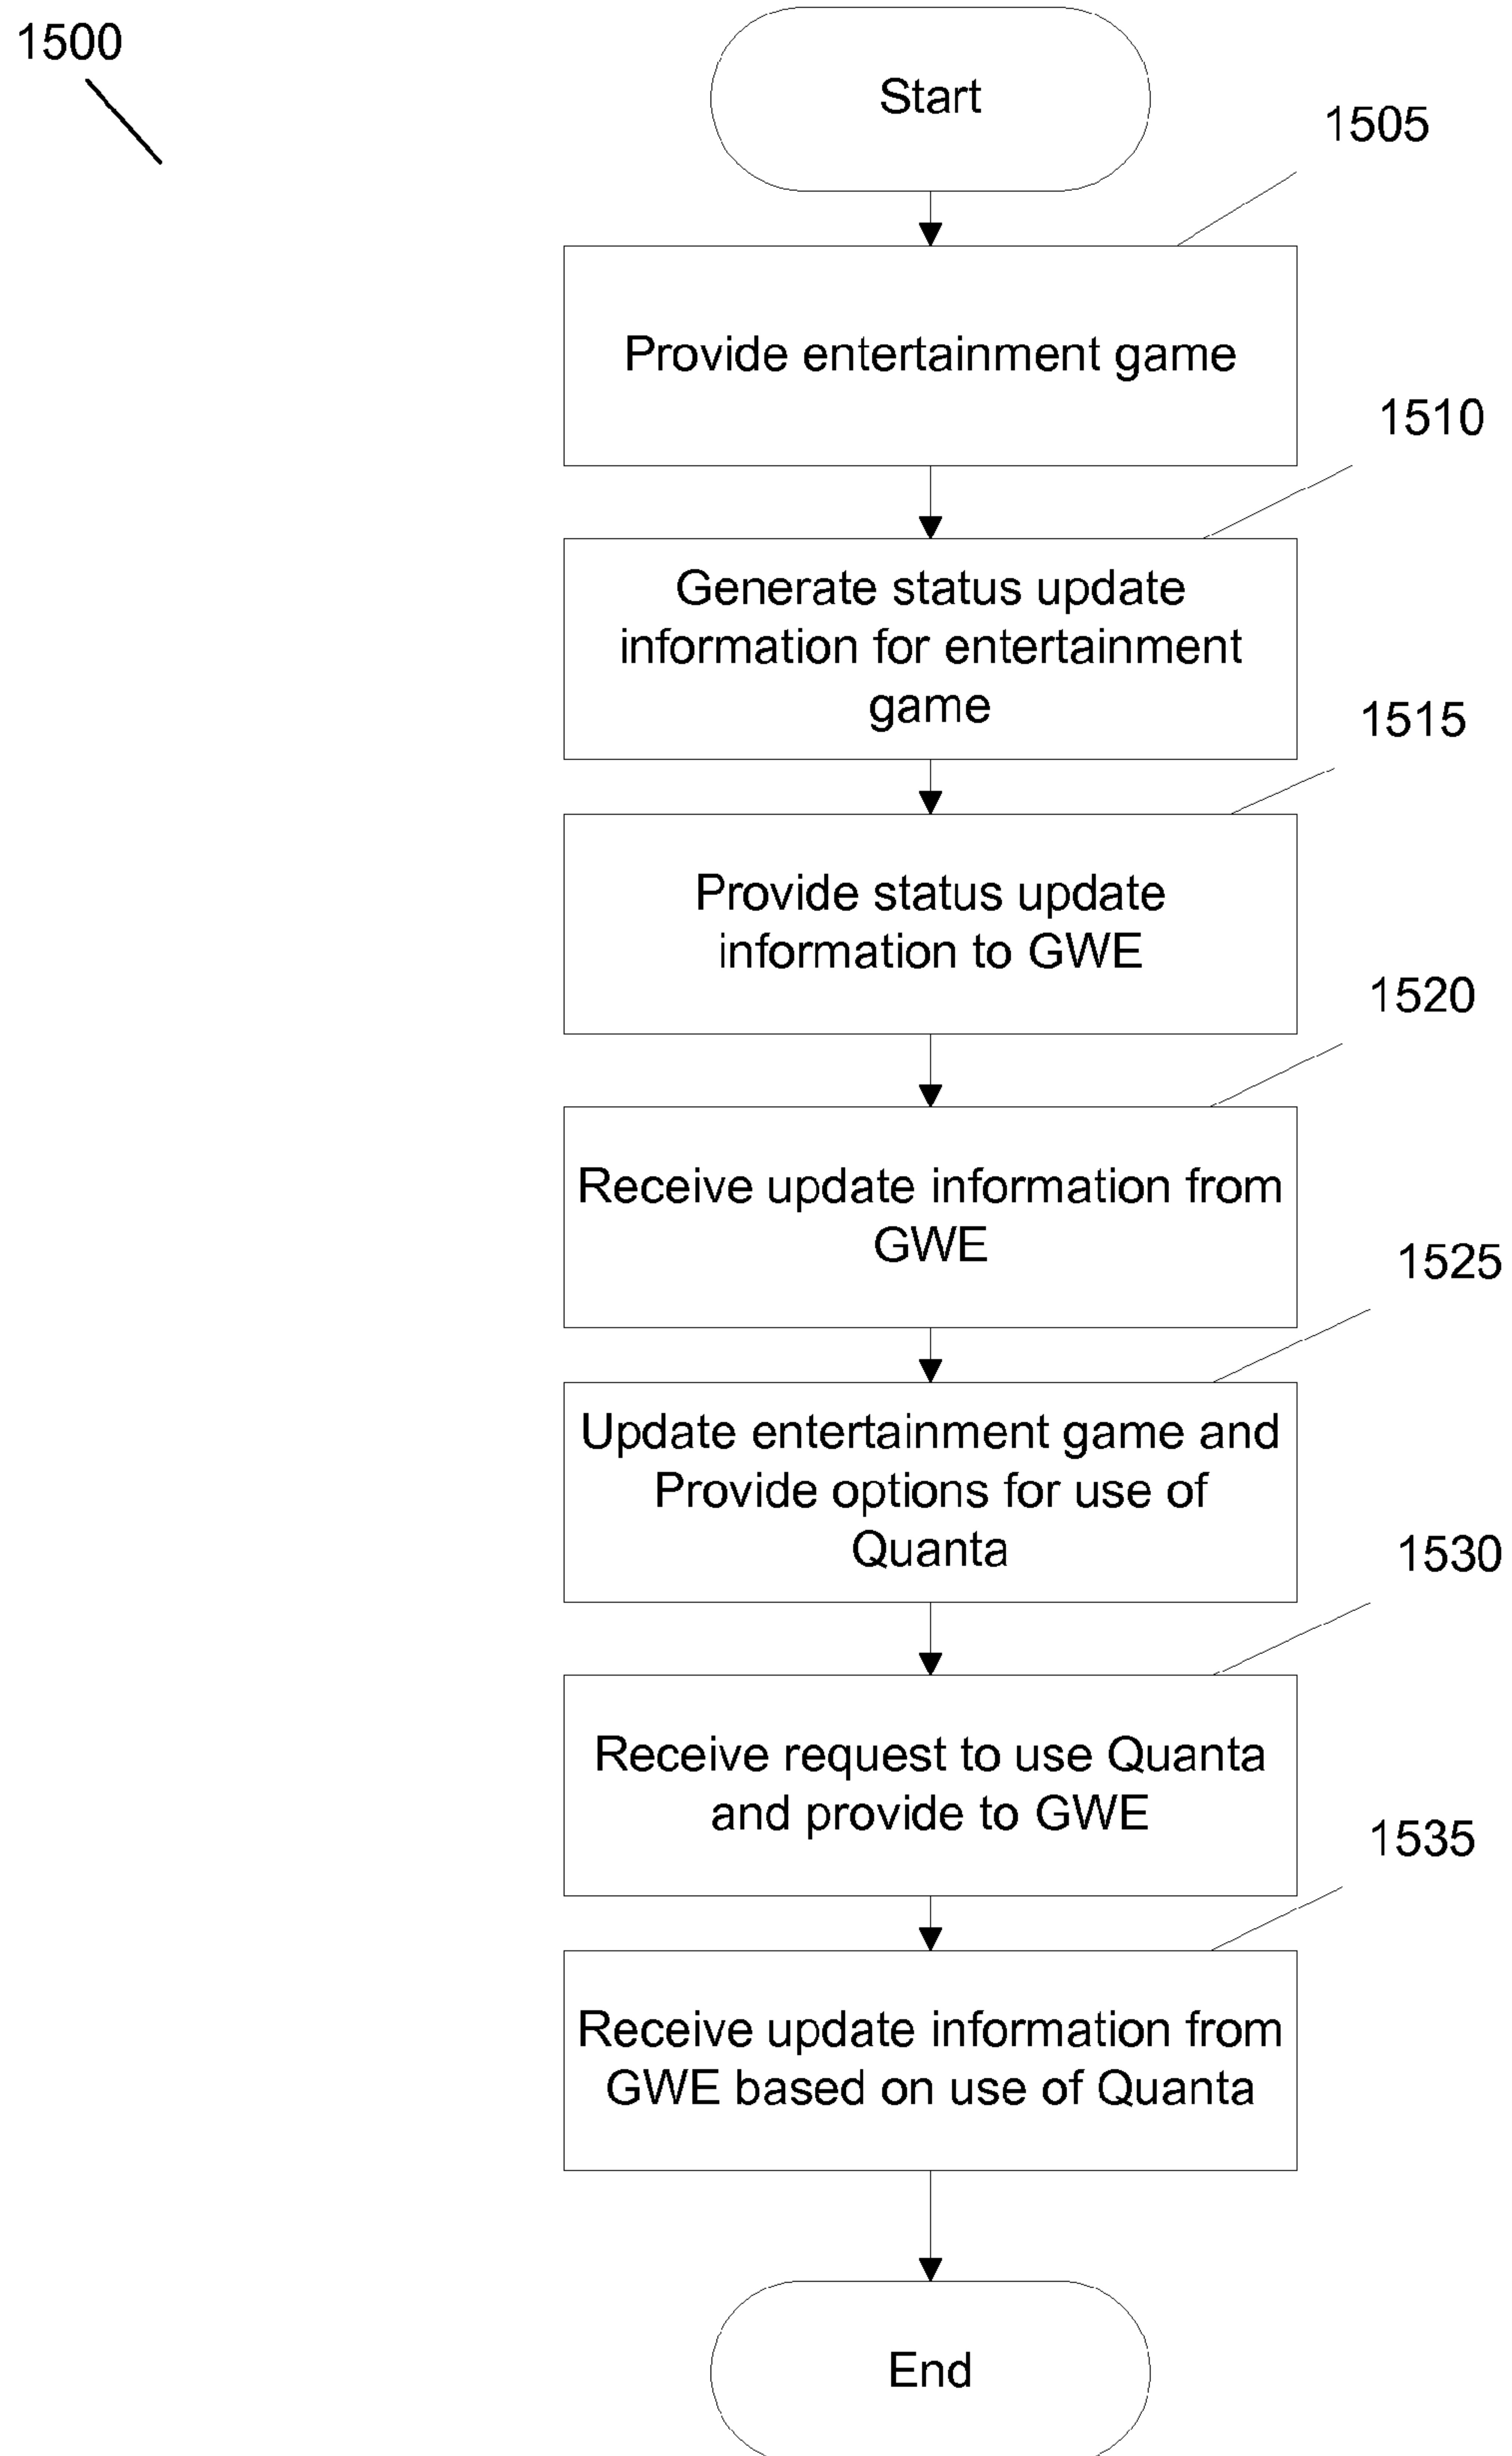 1500
Start
1505
Provide entertainment game
1510
Generate status update
information for entertainment
game
1515
Provide status update
information to GWE
1520
Receive update information from
GWE
1525
Update entertainment game and
Provide options for use of
Quanta
1530
Receive request to use Quanta
and provide to GWE
1535
Receive update information from
GWE based on use of Quanta
End